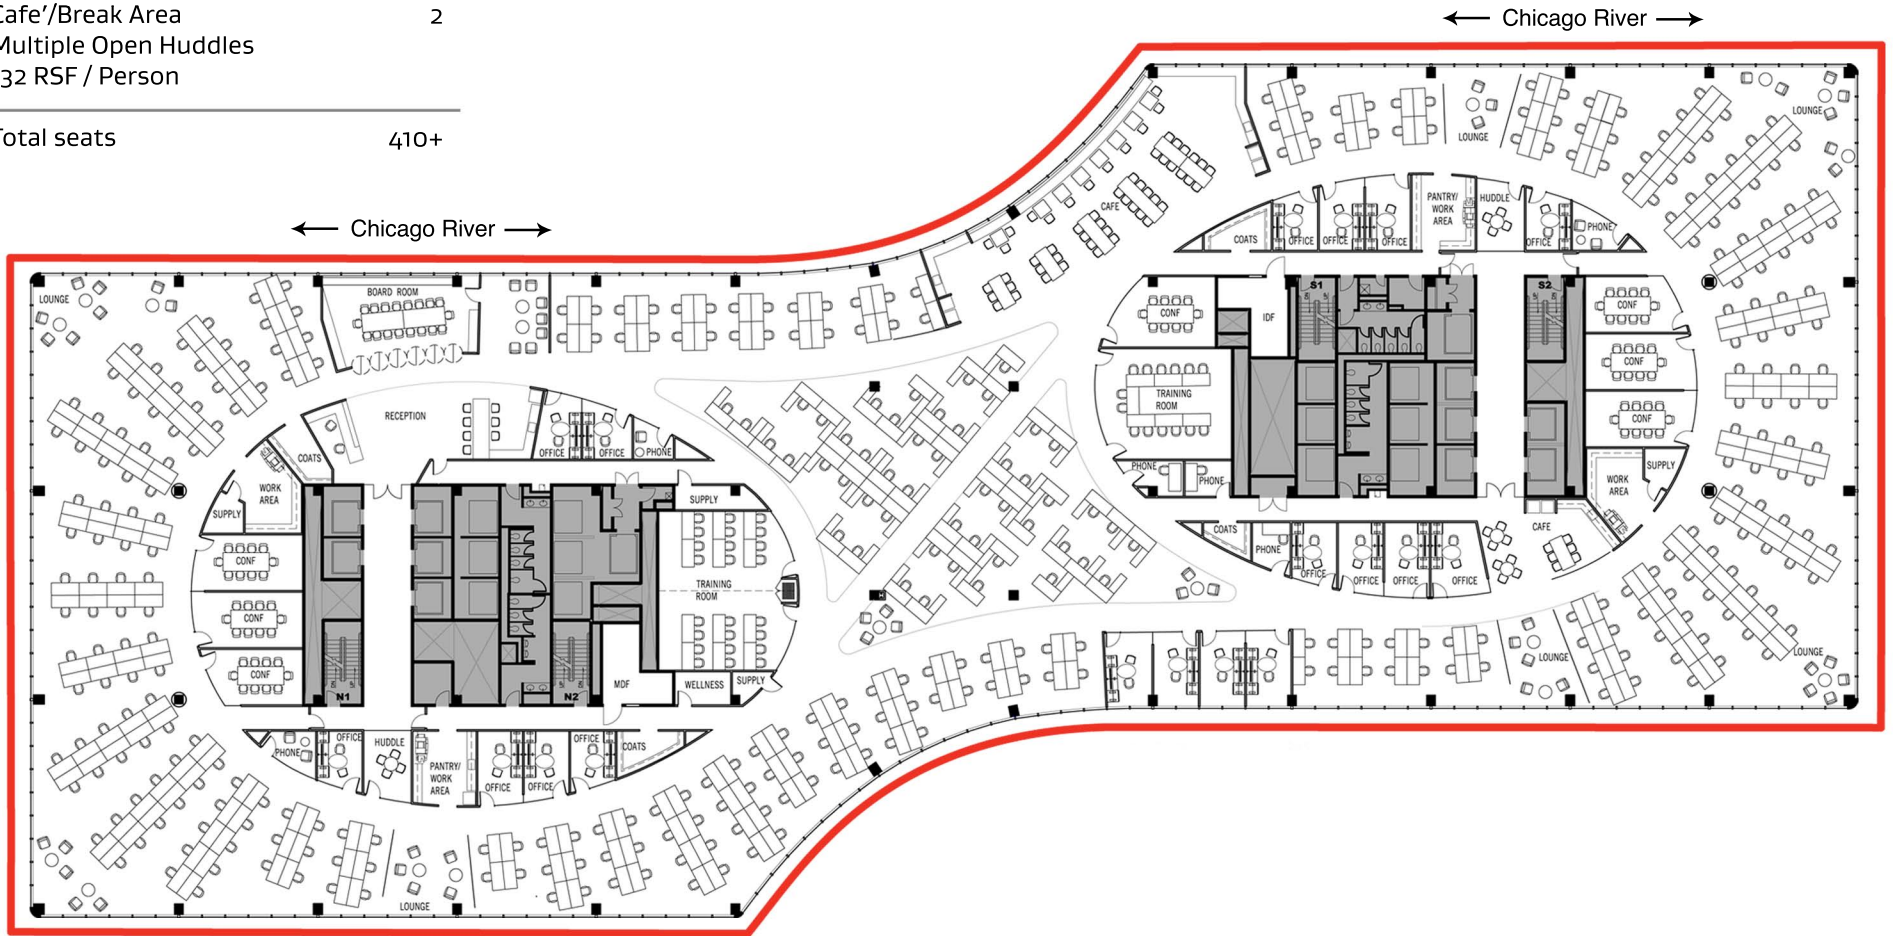 Cafe'/Break Area 2
Multiple Open Huddles
32 RSF / Person
Total seats 410+
Chicago River
Chicago River
LOUNGE
BOARD ROOM
RECEPTION
COATS
OFFICE
OFFICE
PHONE
WORK AREA
SUPPLY
CONF
CONF
CONF
SUPPLY
TRAINING ROOM
WELLNESS
SUPPLY
MDF
N1
N2
PHONE
OFFICE
HUDDLE
PANTRY/ WORK AREA
OFFICE
OFFICE
OFFICE
COATS
LOUNGE
CAFE
LOUNGE
LOUNGE
COATS
OFFICE
OFFICE
OFFICE
PANTRY/ WORK AREA
HUDDLE
OFFICE
PHONE
CONF
IDF
S1
S2
CONF
CONF
CONF
TRAINING ROOM
PHONE
PHONE
WORK AREA
SUPPLY
COATS
PHONE
OFFICE
OFFICE
OFFICE
OFFICE
CAFE
LOUNGE
LOUNGE